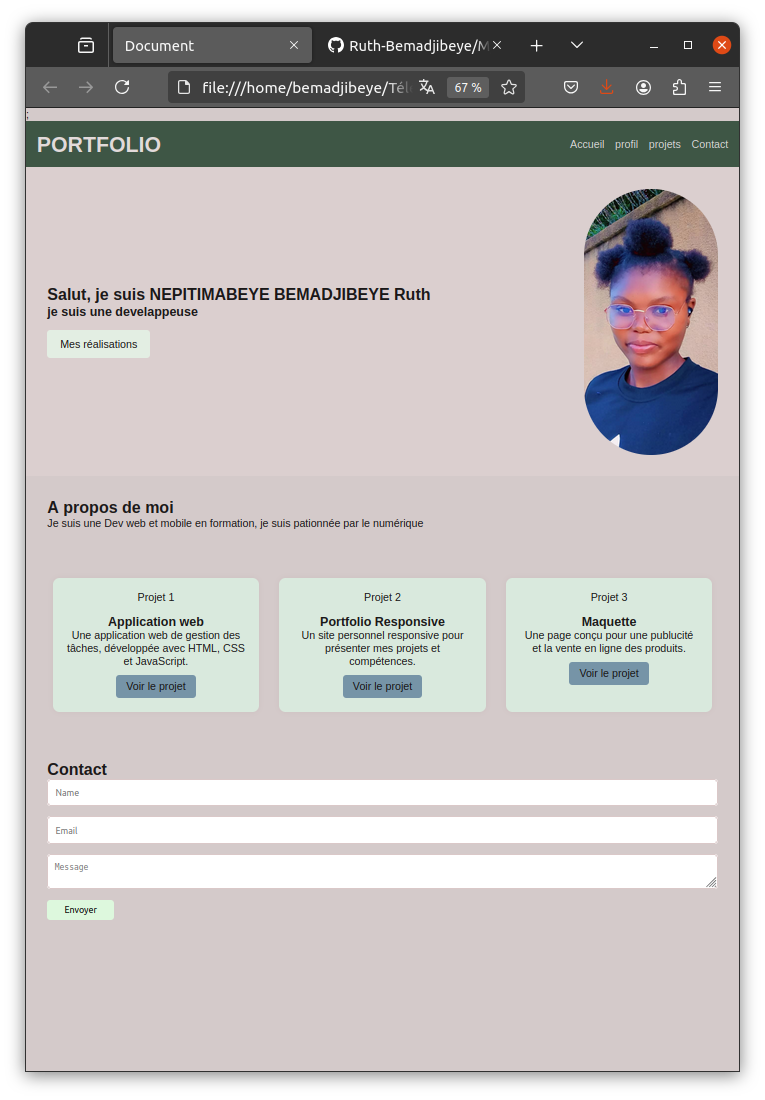 Document
Ruth-Bemadjibeye/M
file:///home/bemadjibeye/Tél
67 %
;
PORTFOLIO
Accueil profil projets Contact
Salut, je suis NEPITIMABEYE BEMADJIBEYE Ruth
je suis une develappeuse
Mes réalisations
A propos de moi
Je suis une Dev web et mobile en formation, je suis pationnée par le numérique
Projet 1
Application web
Une application web de gestion des
tâches, développée avec HTML, CSS
et JavaScript.
Voir le projet
Projet 2
Portfolio Responsive
Un site personnel responsive pour
présenter mes projets et
compétences.
Voir le projet
Projet 3
Maquette
Une page conçu pour une publucité
et la vente en ligne des produits.
Voir le projet
Contact
Name
Email
Message
Envoyer